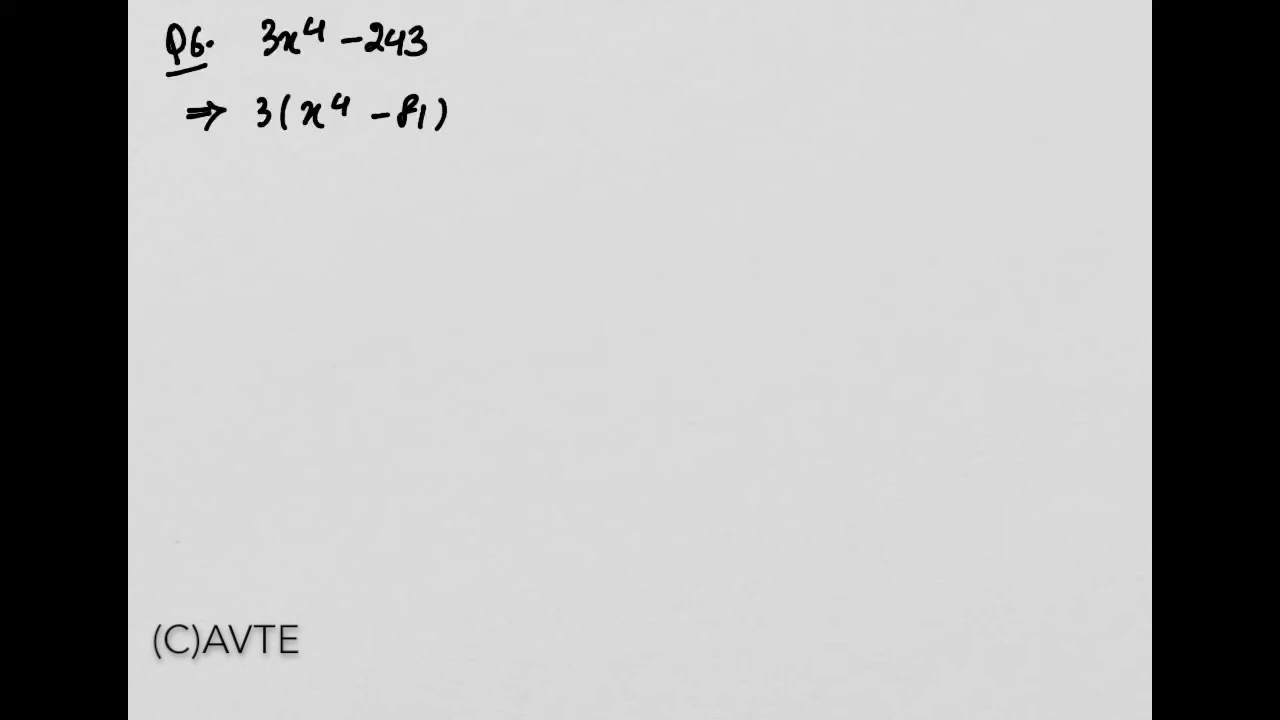 Q6. 3x⁴ - 243
⇒ 3(x⁴ - 81)
(C)AVTE